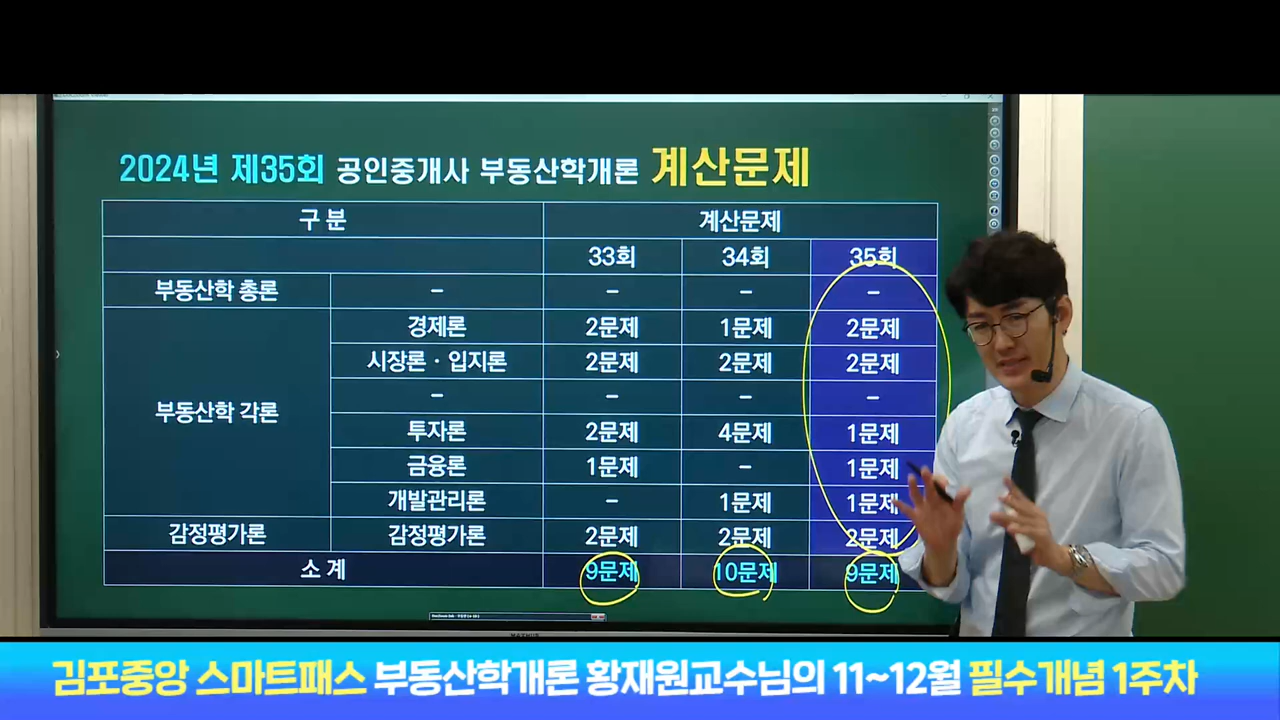 2024년 제35회 공인중개사 부동산학개론 계산문제
구 분 계산문제
33회 34회 35회
부동산학 총론 – – – –
경제론 2문제 1문제 2문제
시장론 · 입지론 2문제 2문제 2문제
– – – –
부동산학 각론
투자론 2문제 4문제 1문제
금융론 1문제 – 1문제
개발관리론 – 1문제 1문제
감정평가론 감정평가론 2문제 2문제 2문제
소 계 9문제 10문제 9문제
김포중앙 스마트패스 부동산학개론 황재원교수님의 11~12월 필수개념 1주차